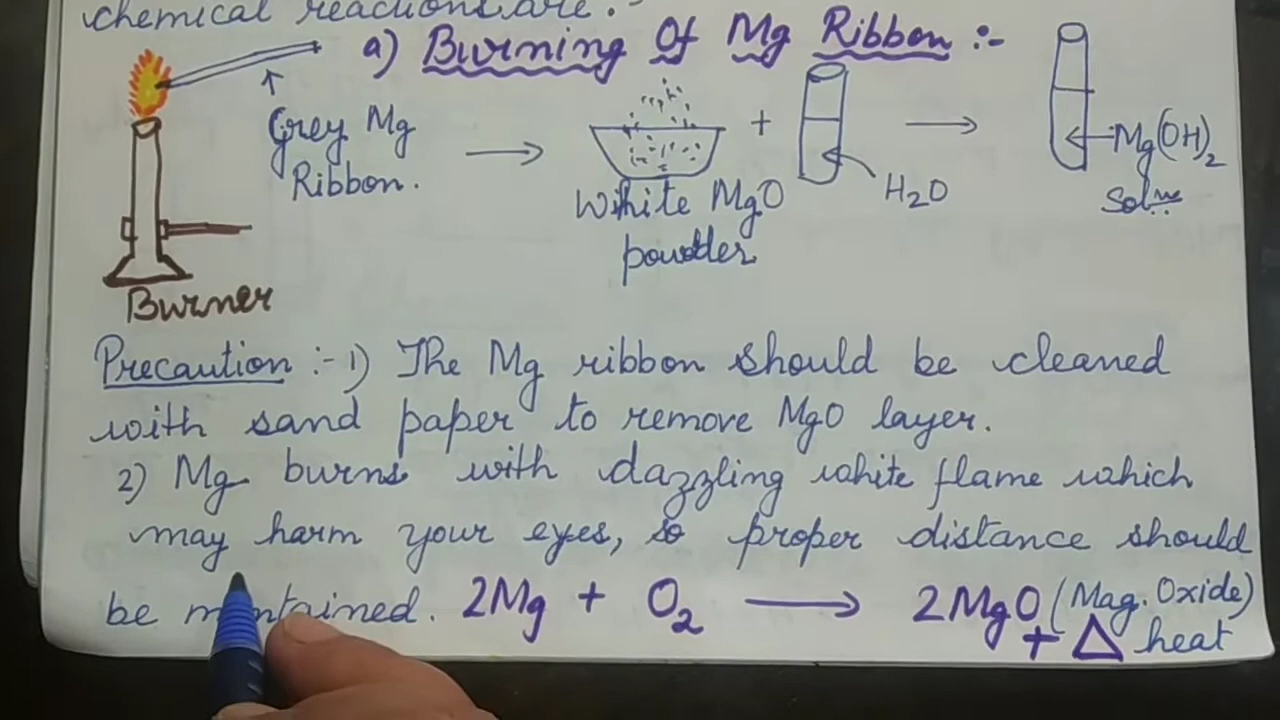 chemical reactions are :-
a) Burning Of Mg Ribbon :-
Grey Mg
Ribbon.
White MgO
powder
+
H2O
Mg(OH)2
Soln
Burner
Precaution :- 1) The Mg ribbon should be cleaned
with sand paper to remove MgO layer.
2) Mg burns with dazzling white flame which
may harm your eyes, so proper distance should
be maintained. 2Mg + O2 → 2MgO (Mag. Oxide)
+ Δ heat